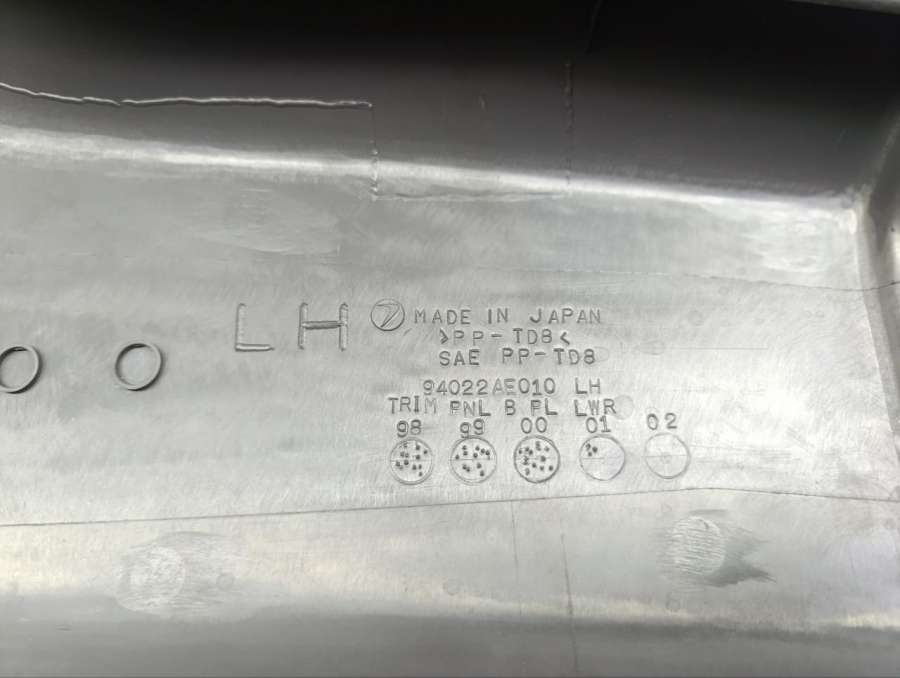 LH
MADE IN JAPAN
>PP-TD8<
SAE PP-TD8
94022AE010 LH
TRIM PNL B PL LWR
98 99 00 01 02